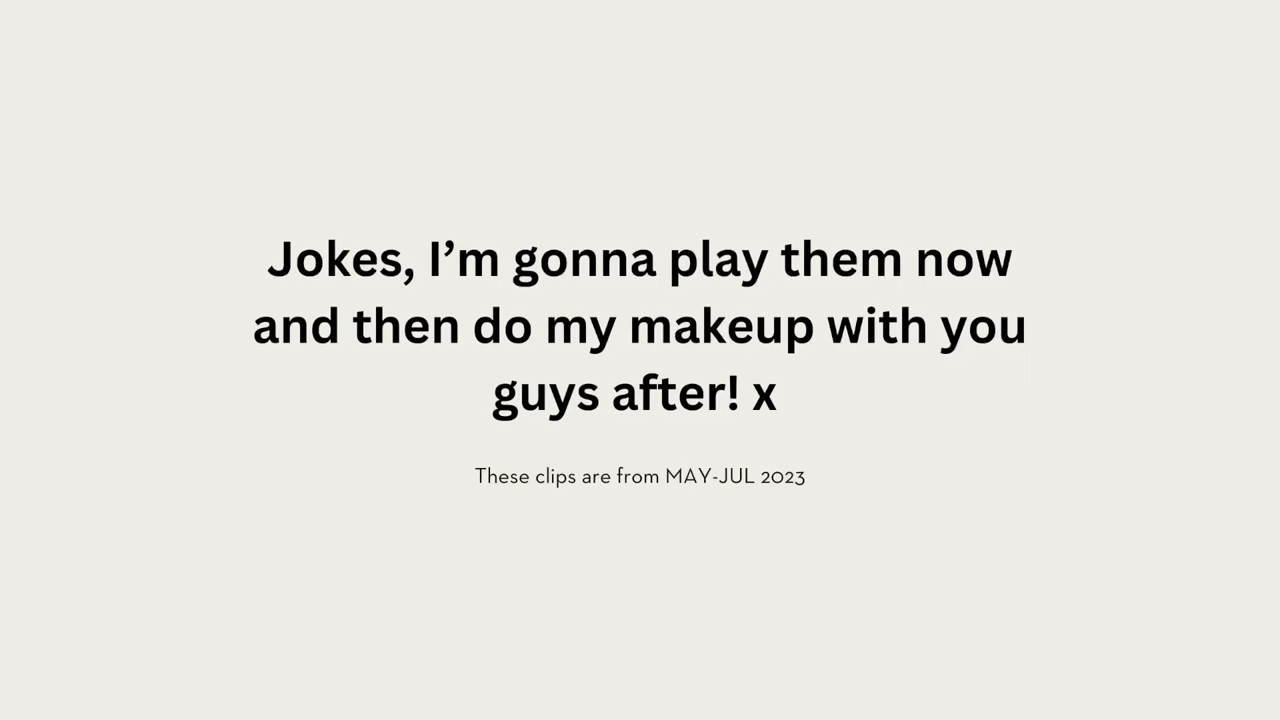 Jokes, I’m gonna play them now
and then do my makeup with you
guys after! x
These clips are from MAY-JUL 2023